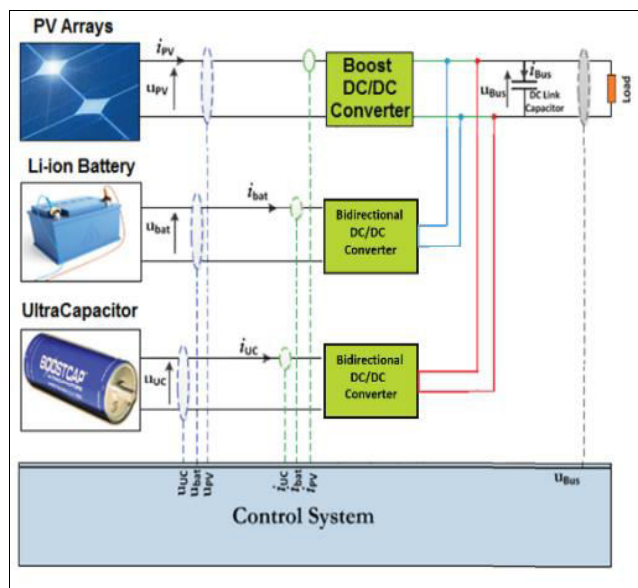 PV Arrays
iPV
uPV
Boost
DC/DC
Converter
uBus
iBus
DC Link
Capacitor
Load
Li-ion Battery
ibat
ubat
Bidirectional
DC/DC
Converter
UltraCapacitor
iUC
uUC
BOOSTCAP
Bidirectional
DC/DC
Converter
uUC
ubat
uPV
iUC
ibat
iPV
uBus
Control System